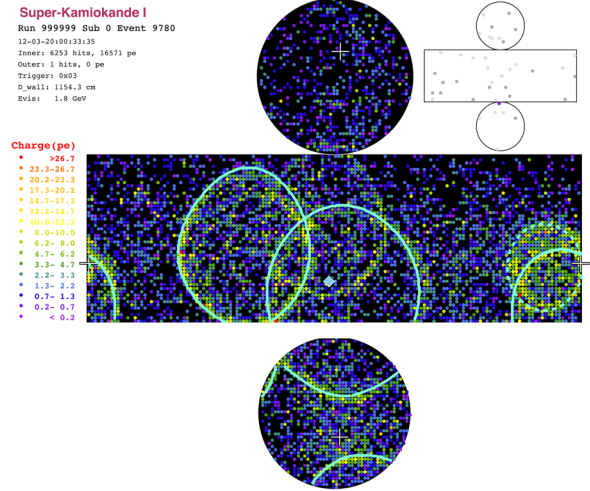 Super-Kamiokande I
Run 999999 Sub 0 Event 9780
12-03-20:00:33:35
Inner: 6253 hits, 16571 pe
Outer: 1 hits, 0 pe
Trigger: 0x03
D_wall: 1154.3 cm
Evis: 1.8 GeV
Charge(pe)
>26.7
23.3-26.7
20.2-23.3
17.3-20.2
14.7-17.3
12.2-14.7
10.0-12.2
8.0-10.0
6.2- 8.0
4.7- 6.2
3.3- 4.7
2.2- 3.3
1.3- 2.2
0.7- 1.3
0.2- 0.7
< 0.2